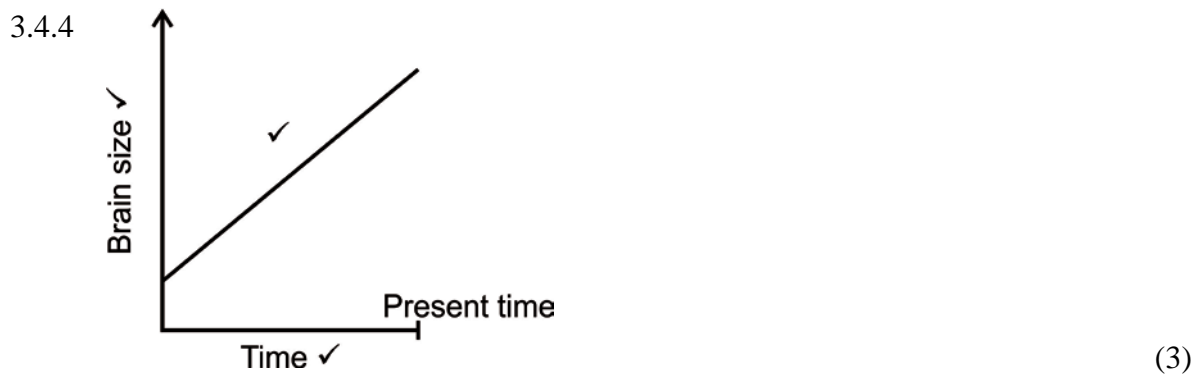 3.4.4
Brain size ✓
✓
Present time
Time ✓
(3)